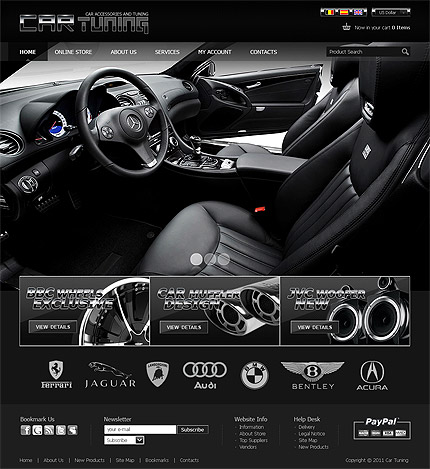 CAR ACCESSORIES AND TUNING
CAR TUNING
US Dollar
Now in your cart 0 Items
HOME ONLINE STORE ABOUT US SERVICES MY ACCOUNT CONTACTS
Product Search
BBC WHEELS
EXCLUSIVE
VIEW DETAILS
CAR MUFFLER
DESIGN
VIEW DETAILS
JVC WOOFER
NEW
VIEW DETAILS
Ferrari
JAGUAR
Audi
BENTLEY
ACURA
Bookmark Us
Newsletter
your e-mail
Subscribe
Subscribe
Website Info
Information
About Store
Top Suppliers
Vendors
Help Desk
Delivery
Legal Notice
Site Map
New Products
PayPal
Home | About Us | New Products | Site Map | Bookmarks | Contacts
Copyright © 2011 Car Tuning